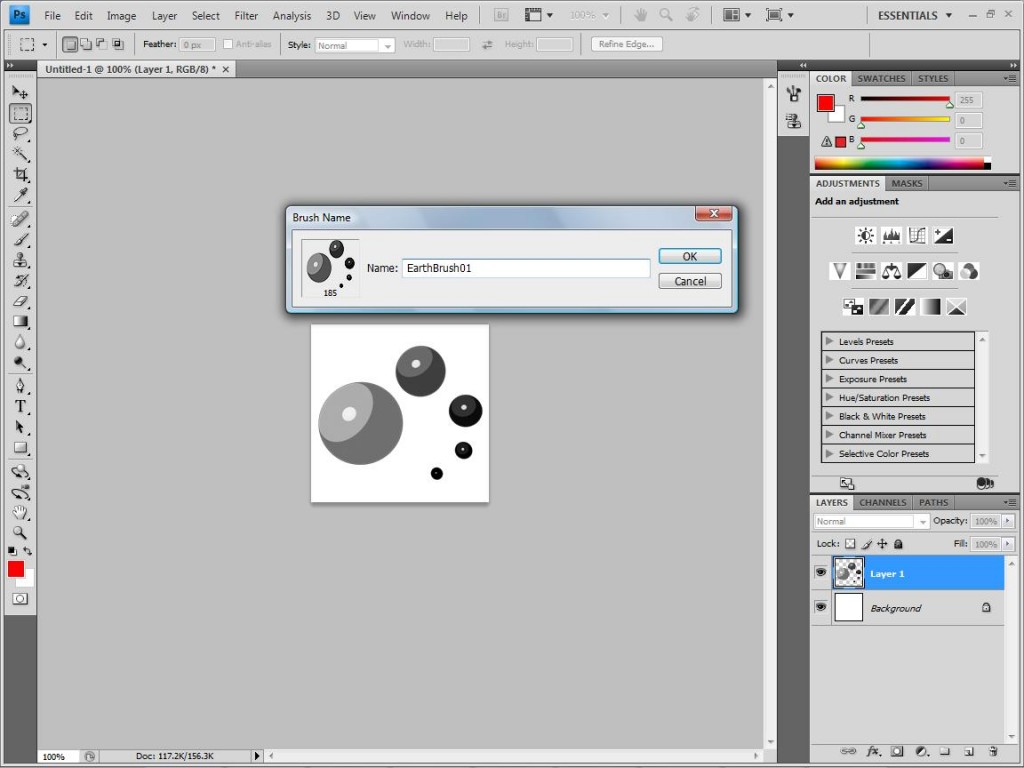 Ps File Edit Image Layer Select Filter Analysis 3D View Window Help Br 100% ESSENTIALS
Feather: 0 px Anti-alias Style: Normal Width: Height: Refine Edge...
Untitled-1 @ 100% (Layer 1, RGB/8) *
COLOR SWATCHES STYLES
R 255
G 0
B 0
ADJUSTMENTS MASKS
Add an adjustment
Brush Name
Name: EarthBrush01
OK
Cancel
185
Levels Presets
Curves Presets
Exposure Presets
Hue/Saturation Presets
Black & White Presets
Channel Mixer Presets
Selective Color Presets
LAYERS CHANNELS PATHS
Normal Opacity: 100%
Lock: Fill: 100%
Layer 1
Background
T
100% Doc: 117.2K/156.3K
fx.